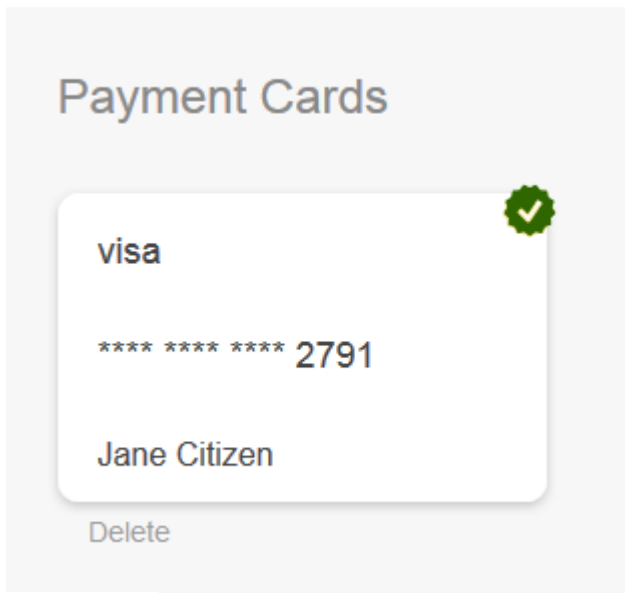 Payment Cards
visa
**** **** **** 2791
Jane Citizen
Delete